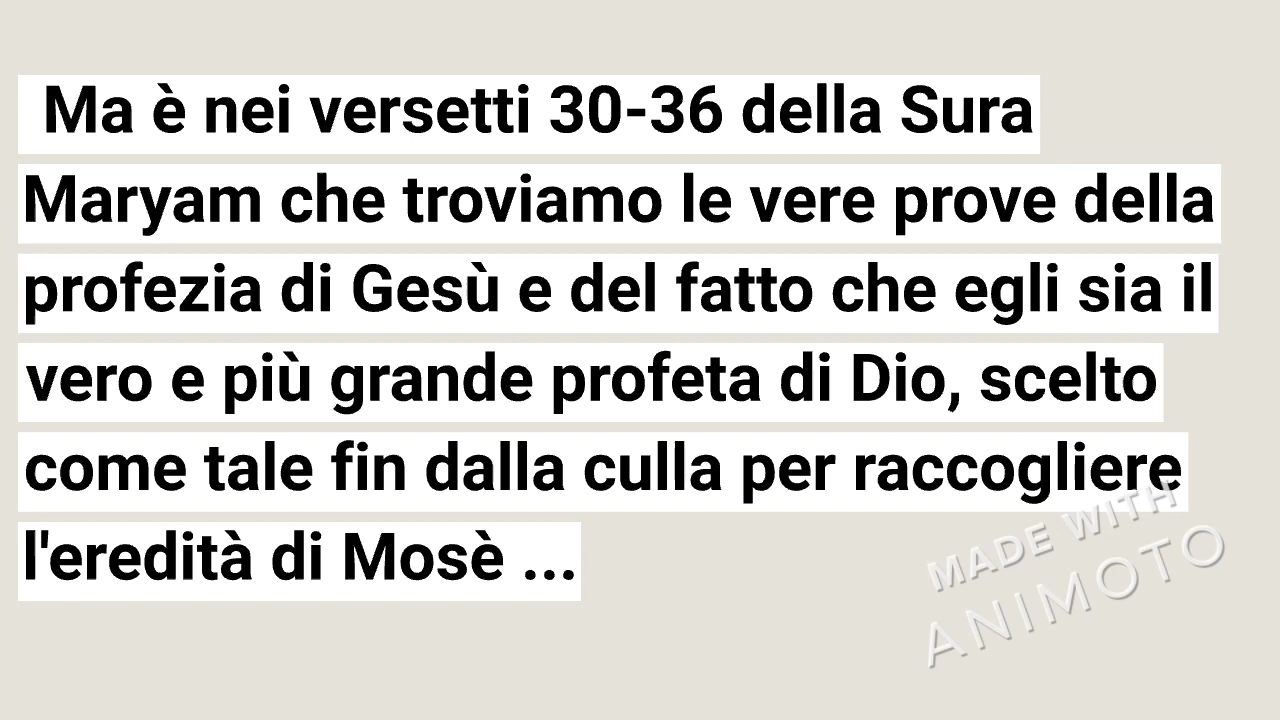 Ma è nei versetti 30-36 della Sura
Maryam che troviamo le vere prove della
profezia di Gesù e del fatto che egli sia il
vero e più grande profeta di Dio, scelto
come tale fin dalla culla per raccogliere
l'eredità di Mosè ...
MADE WITH
ANIMOTO